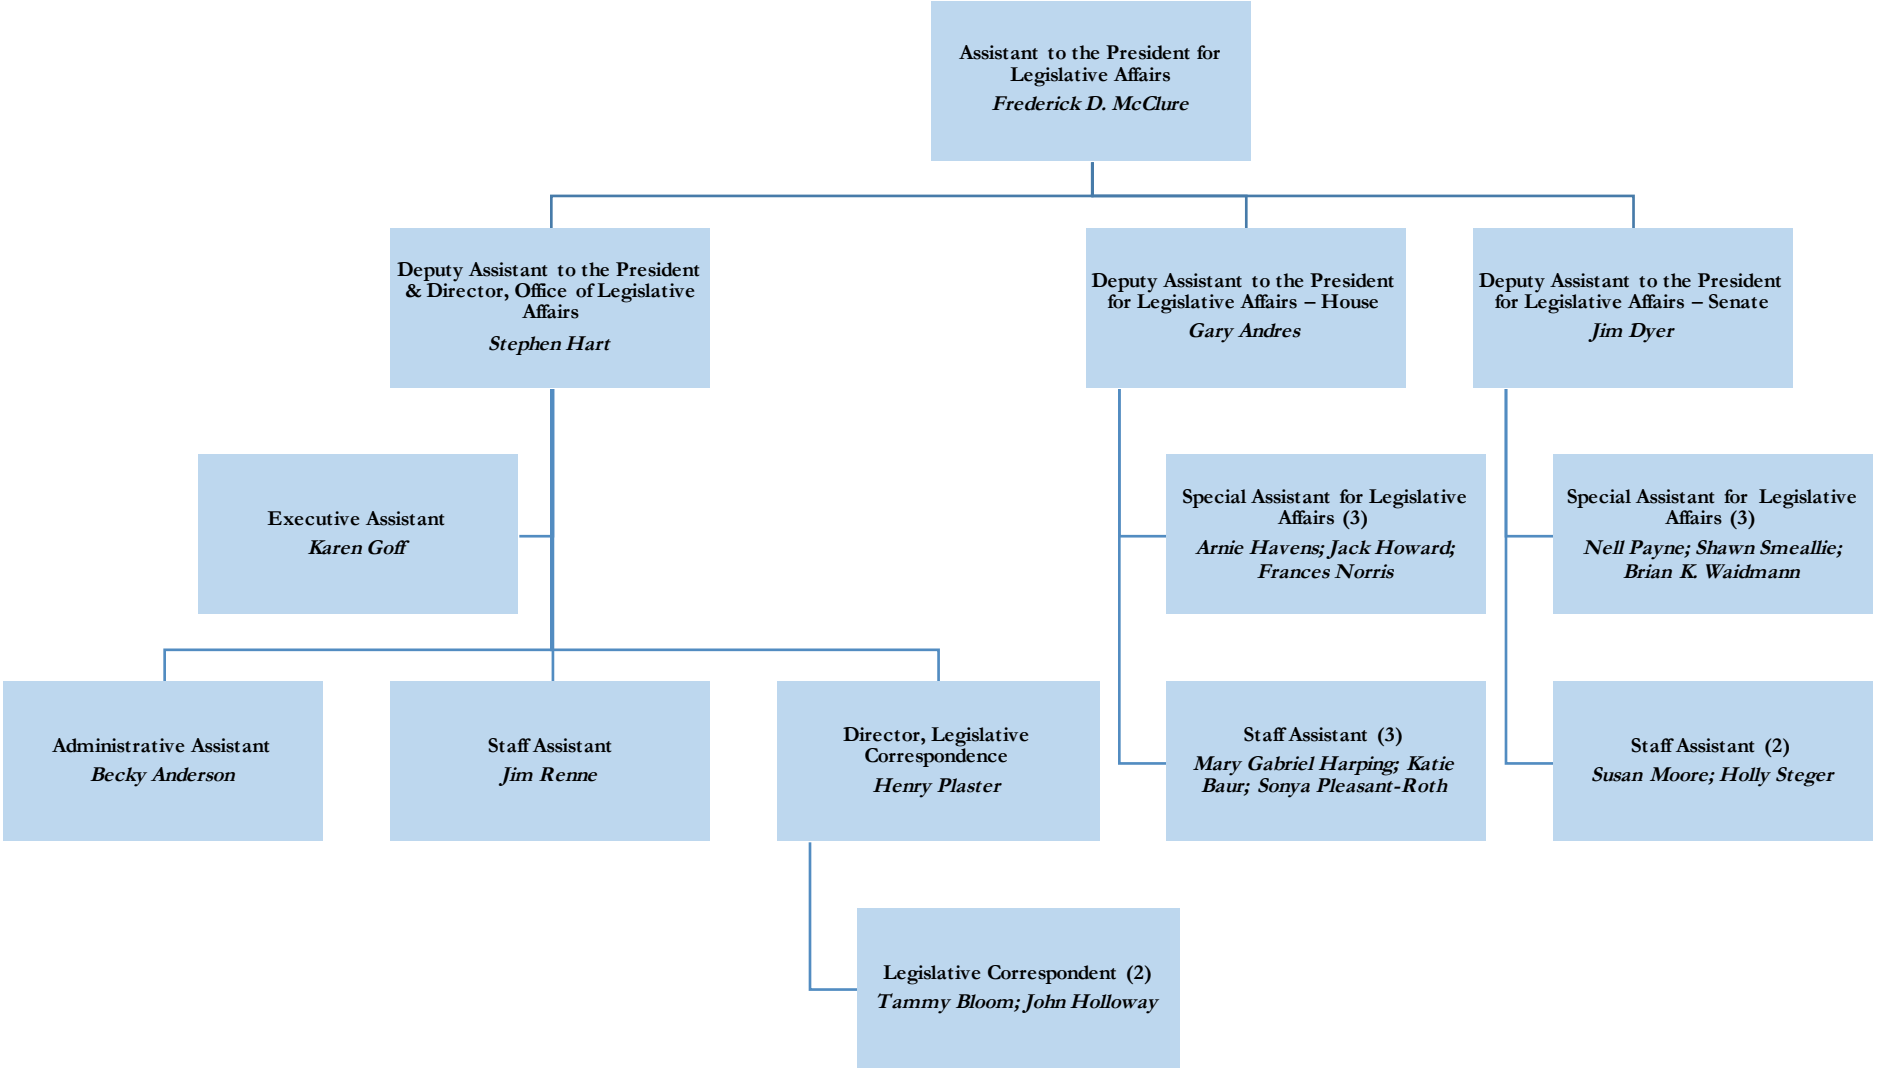 Assistant to the President for
Legislative Affairs
Frederick D. McClure
Deputy Assistant to the President
& Director, Office of Legislative
Affairs
Stephen Hart
Deputy Assistant to the President
for Legislative Affairs – House
Gary Andres
Deputy Assistant to the President
for Legislative Affairs – Senate
Jim Dyer
Executive Assistant
Karen Goff
Special Assistant for Legislative
Affairs (3)
Arnie Havens; Jack Howard;
Frances Norris
Special Assistant for Legislative
Affairs (3)
Nell Payne; Shawn Smeallie;
Brian K. Waidmann
Administrative Assistant
Becky Anderson
Staff Assistant
Jim Renne
Director, Legislative
Correspondence
Henry Plaster
Staff Assistant (3)
Mary Gabriel Harping; Katie
Baur; Sonya Pleasant-Roth
Staff Assistant (2)
Susan Moore; Holly Steger
Legislative Correspondent (2)
Tammy Bloom; John Holloway